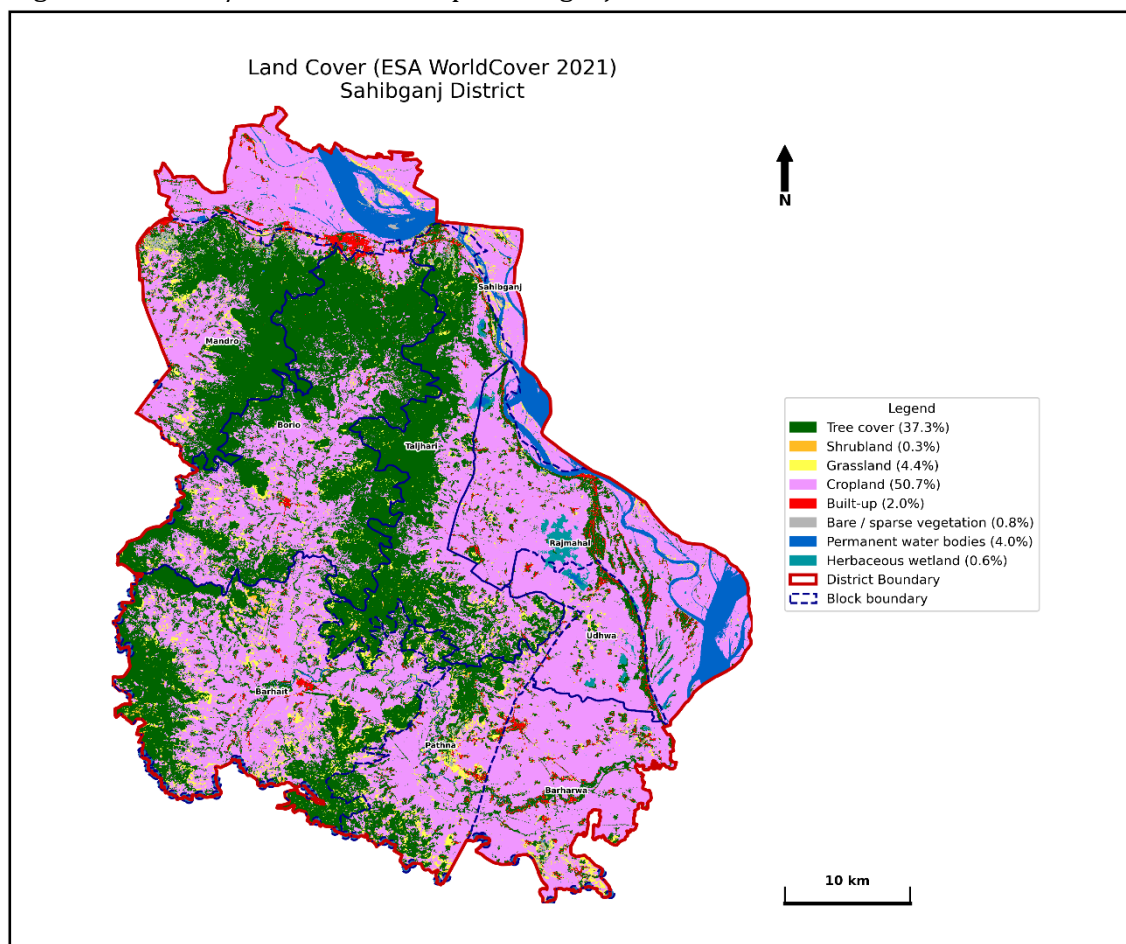 Land Cover (ESA WorldCover 2021)
Sahibganj District
N
Sahibganj
Mandro
Borio
Taljhari
Rajmahal
Udhwa
Barhait
Pathna
Barharwa
Legend
Tree cover (37.3%)
Shrubland (0.3%)
Grassland (4.4%)
Cropland (50.7%)
Built-up (2.0%)
Bare / sparse vegetation (0.8%)
Permanent water bodies (4.0%)
Herbaceous wetland (0.6%)
District Boundary
Block boundary
10 km